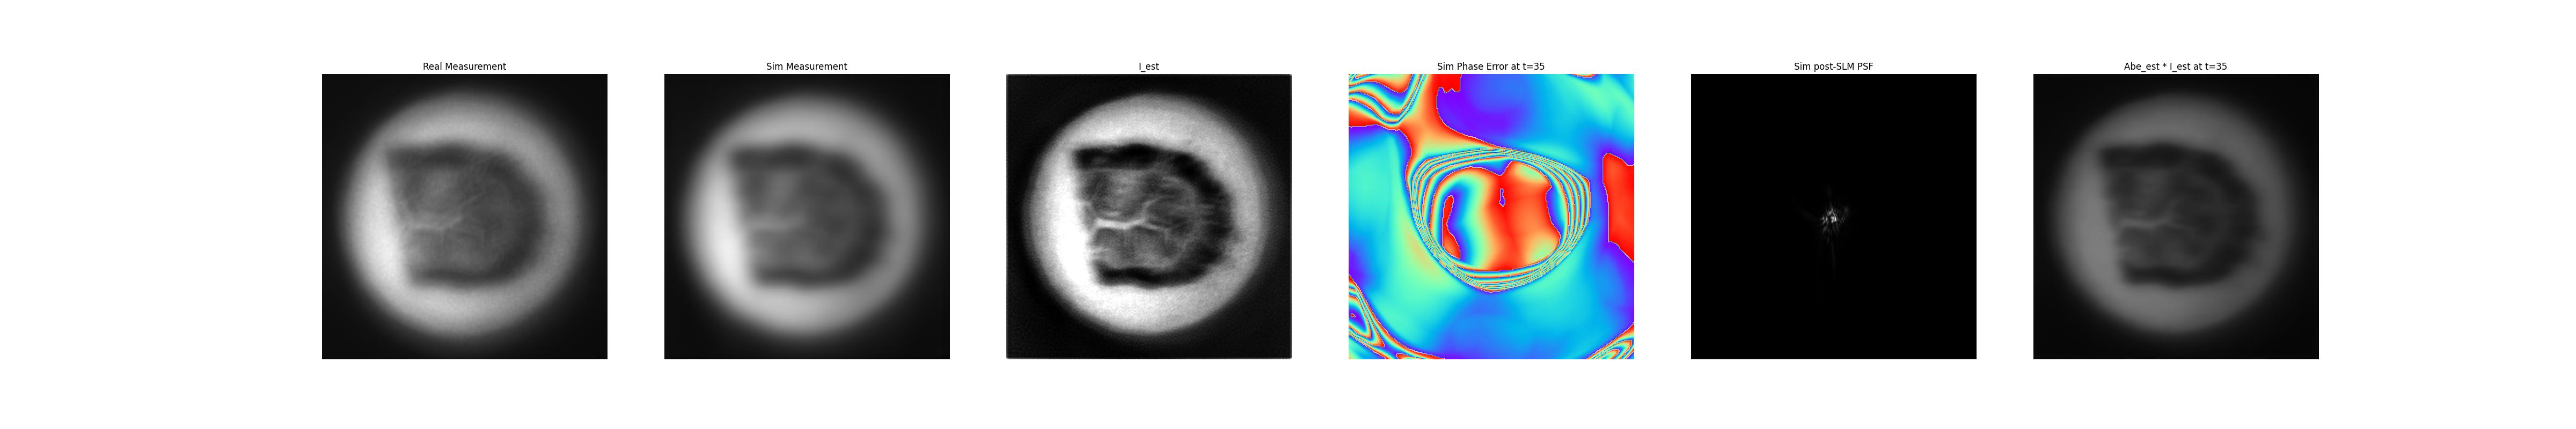 Real Measurement
Sim Measurement
I_est
Sim Phase Error at t=35
Sim post-SLM PSF
Abe_est * I_est at t=35